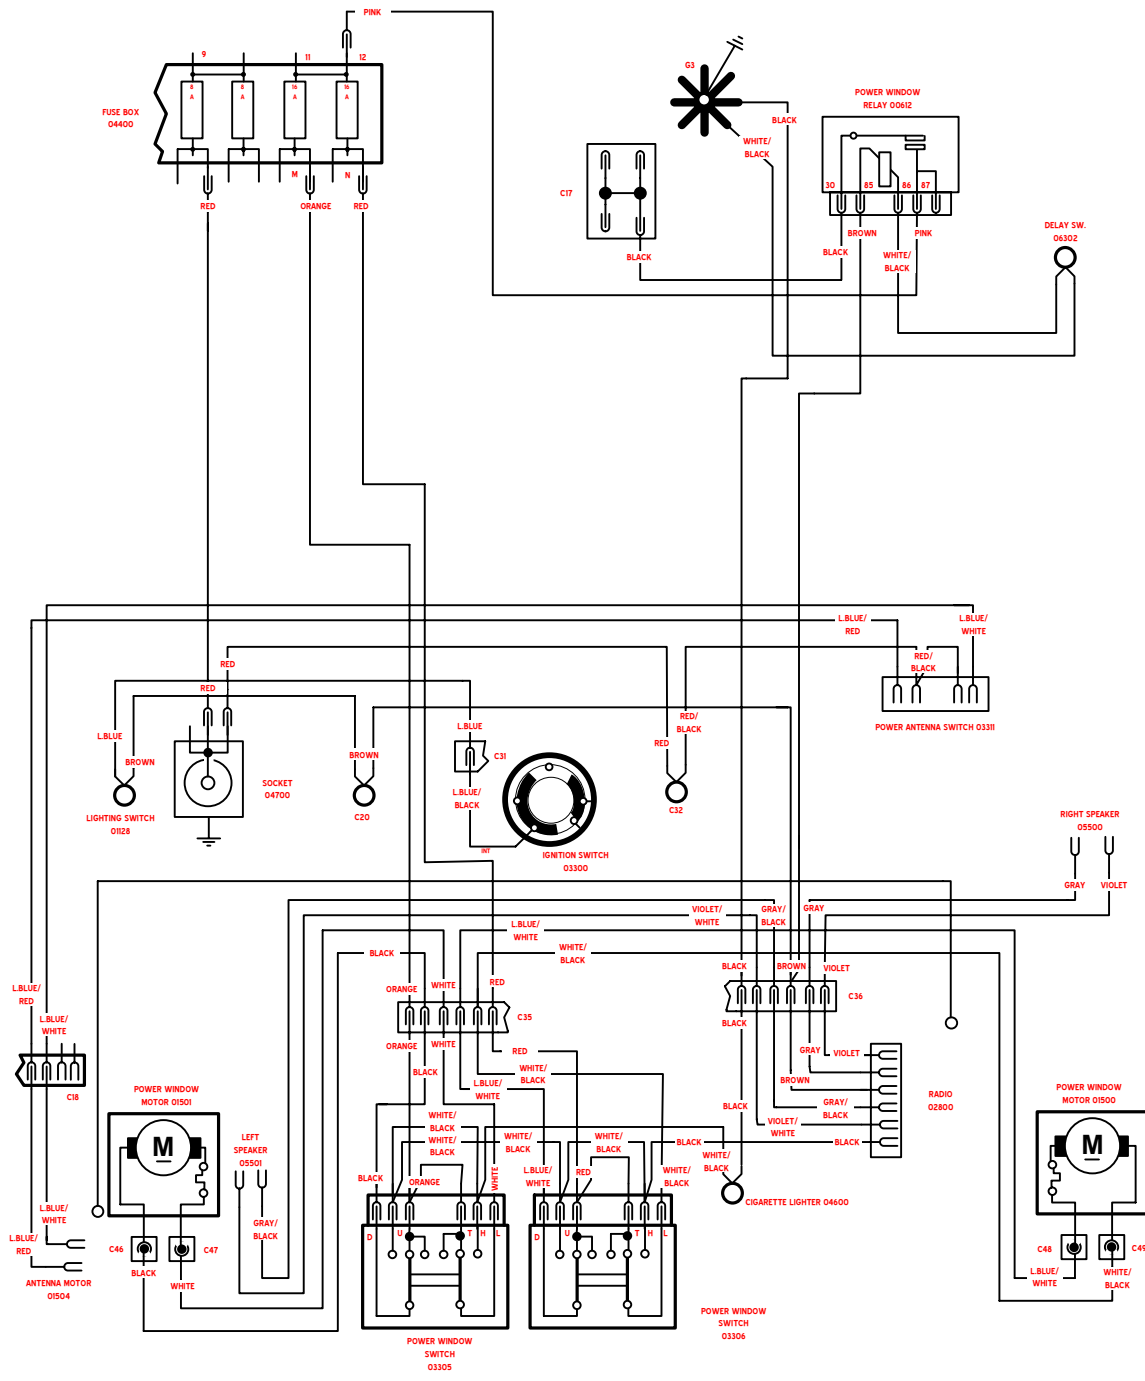 PINK
9
11
12
8
A
8
A
16
A
16
A
FUSE BOX
04400
M
N
RED
ORANGE
RED
G3
BLACK
WHITE/
BLACK
C17
BLACK
POWER WINDOW
RELAY 00612
30
85
86
87
BROWN
PINK
BLACK
WHITE/
BLACK
DELAY SW.
06302
L.BLUE/
RED
L.BLUE/
WHITE
RED/
BLACK
POWER ANTENNA SWITCH 03311
RED
RED
L.BLUE
BROWN
LIGHTING SWITCH
01128
SOCKET
04700
BROWN
C20
L.BLUE
C31
L.BLUE/
BLACK
INT
IGNITION SWITCH
03300
RED/
BLACK
RED
C32
RIGHT SPEAKER
05500
GRAY
VIOLET
VIOLET/
WHITE
GRAY/
BLACK
GRAY
L.BLUE/
WHITE
WHITE/
BLACK
BLACK
BLACK
BROWN
VIOLET
ORANGE
WHITE
RED
C35
C36
L.BLUE/
RED
L.BLUE/
WHITE
C18
ORANGE
WHITE
RED
BLACK
WHITE/
BLACK
L.BLUE/
WHITE
BLACK
GRAY
VIOLET
BROWN
GRAY/
BLACK
VIOLET/
WHITE
BLACK
RADIO
02800
BLACK
POWER WINDOW
MOTOR 01501
M
LEFT
SPEAKER
05501
WHITE/
BLACK
WHITE/
BLACK
WHITE/
BLACK
WHITE/
BLACK
BLACK
WHITE/
BLACK
BLACK
ORANGE
WHITE
L.BLUE/
WHITE
RED
WHITE/
BLACK
CIGARETTE LIGHTER 04600
POWER WINDOW
MOTOR 01500
M
L.BLUE/
WHITE
L.BLUE/
RED
ANTENNA MOTOR
01504
GRAY/
BLACK
C46
C47
BLACK
WHITE
D
U
T
H
L
D
U
T
H
L
POWER WINDOW
SWITCH
03305
POWER WINDOW
SWITCH
03306
C48
C49
L.BLUE/
WHITE
WHITE/
BLACK